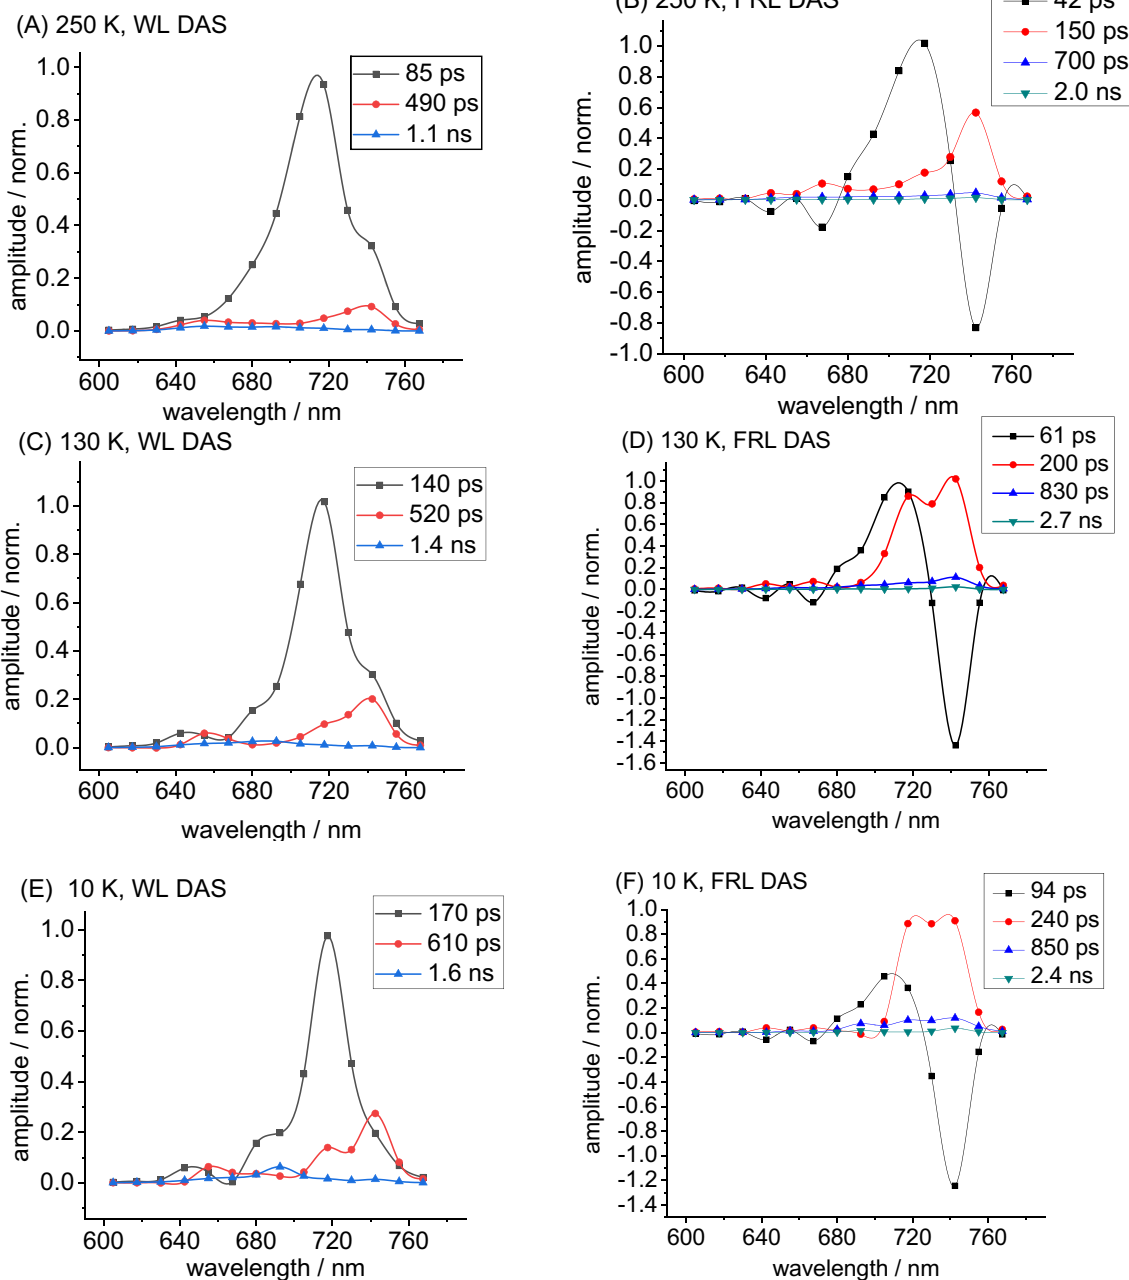 (A) 250 K, WL DAS
85 ps
490 ps
1.1 ns
1.0
0.8
0.6
0.4
0.2
0.0
amplitude / norm.
600 640 680 720 760
wavelength / nm
(B) 250 K, FRL DAS
42 ps
150 ps
700 ps
2.0 ns
1.0
0.8
0.6
0.4
0.2
0.0
-0.2
-0.4
-0.6
-0.8
-1.0
amplitude / norm.
600 640 680 720 760
wavelength / nm
(C) 130 K, WL DAS
140 ps
520 ps
1.4 ns
1.0
0.8
0.6
0.4
0.2
0.0
amplitude / norm.
600 640 680 720 760
wavelength / nm
(D) 130 K, FRL DAS
61 ps
200 ps
830 ps
2.7 ns
1.0
0.8
0.6
0.4
0.2
0.0
-0.2
-0.4
-0.6
-0.8
-1.0
-1.2
-1.4
-1.6
amplitude / norm.
600 640 680 720 760
wavelength / nm
(E) 10 K, WL DAS
170 ps
610 ps
1.6 ns
1.0
0.8
0.6
0.4
0.2
0.0
amplitude / norm.
600 640 680 720 760
wavelength / nm
(F) 10 K, FRL DAS
94 ps
240 ps
850 ps
2.4 ns
1.0
0.8
0.6
0.4
0.2
0.0
-0.2
-0.4
-0.6
-0.8
-1.0
-1.2
-1.4
amplitude / norm.
600 640 680 720 760
wavelength / nm